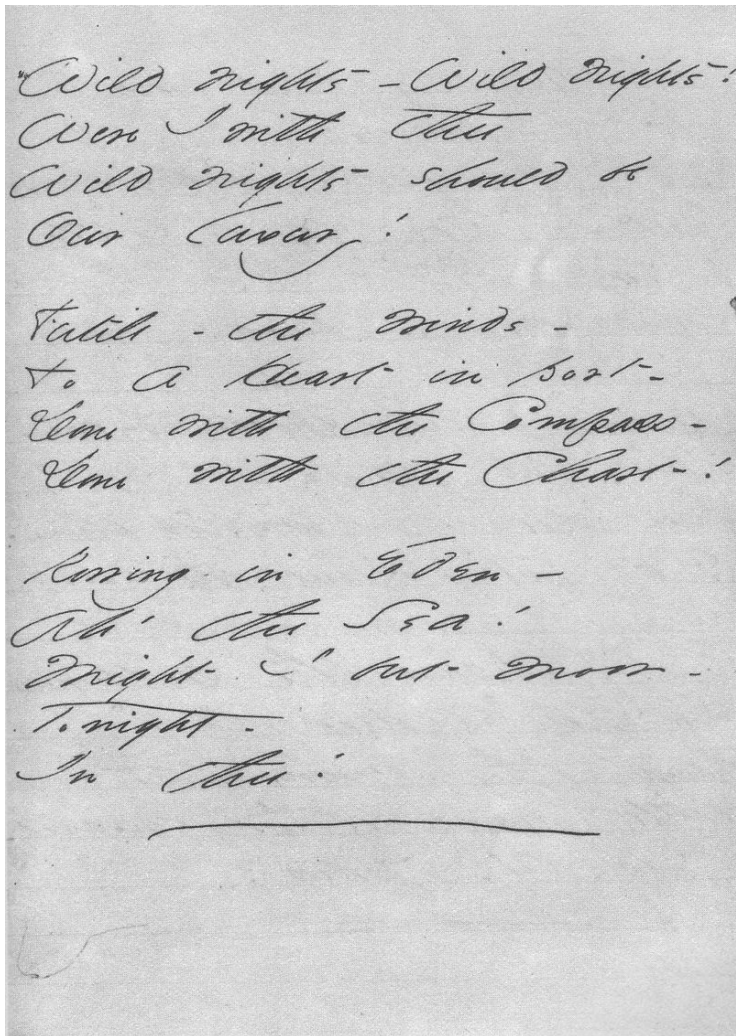 "Wild nights - Wild nights!
Were I with thee
Wild nights should be
Our luxury!
Futile - the winds -
To a Heart in port -
Done with the Compass -
Done with the Chart!
Rowing in Eden -
Ah! the Sea!
Might I but moor -
Tonight -
In thee!